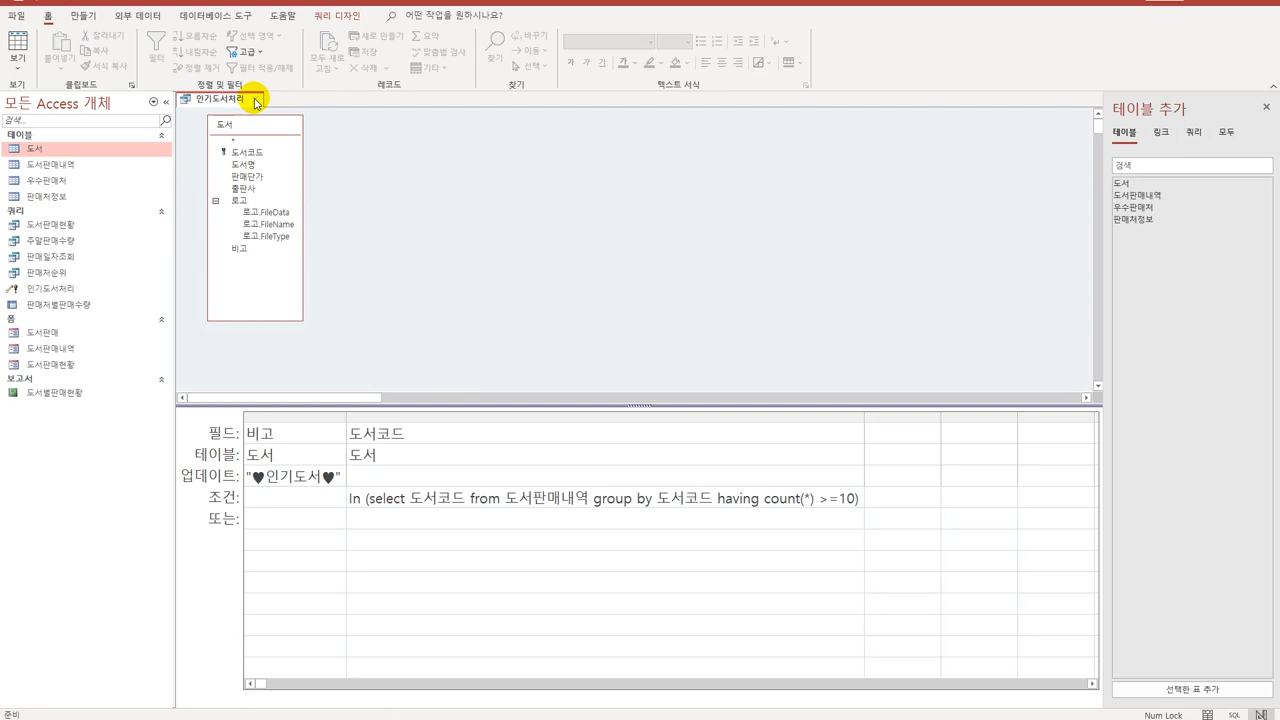 파일 홈 만들기 외부 데이터 데이터베이스 도구 도움말 쿼리 디자인 어떤 작업을 원하시나요?
보기 붙여넣기 잘라내기 복사 서식 복사 필터 오름차순 내림차순 정렬 제거 선택 영역 고급 필터 적용/해제 모두 새로 고침 새로 만들기 저장 삭제 요약 맞춤법 검사 기타 찾기 바꾸기 이동 선택
보기 클립보드 정렬 및 필터 레코드 찾기 텍스트 서식
모든 Access 개체
검색...
테이블
도서
도서판매내역
우수판매처
판매처정보
쿼리
도서판매현황
주말판매수량
판매일자조회
판매처순위
인기도서처리
판매처별판매수량
폼
도서판매
도서판매내역
도서판매현황
보고서
도서별판매현황
인기도서처리
도서
*
도서코드
도서명
판매단가
출판사
로고
로고.FileData
로고.FileName
로고.FileType
비고
필드: 비고 도서코드
테이블: 도서 도서
업데이트: "♥인기도서♥"
조건: In (select 도서코드 from 도서판매내역 group by 도서코드 having count(*) >=10)
또는:
테이블 추가
테이블 링크 쿼리 모두
검색
도서
도서판매내역
우수판매처
판매처정보
선택한 표 추가
준비 Num Lock SQL